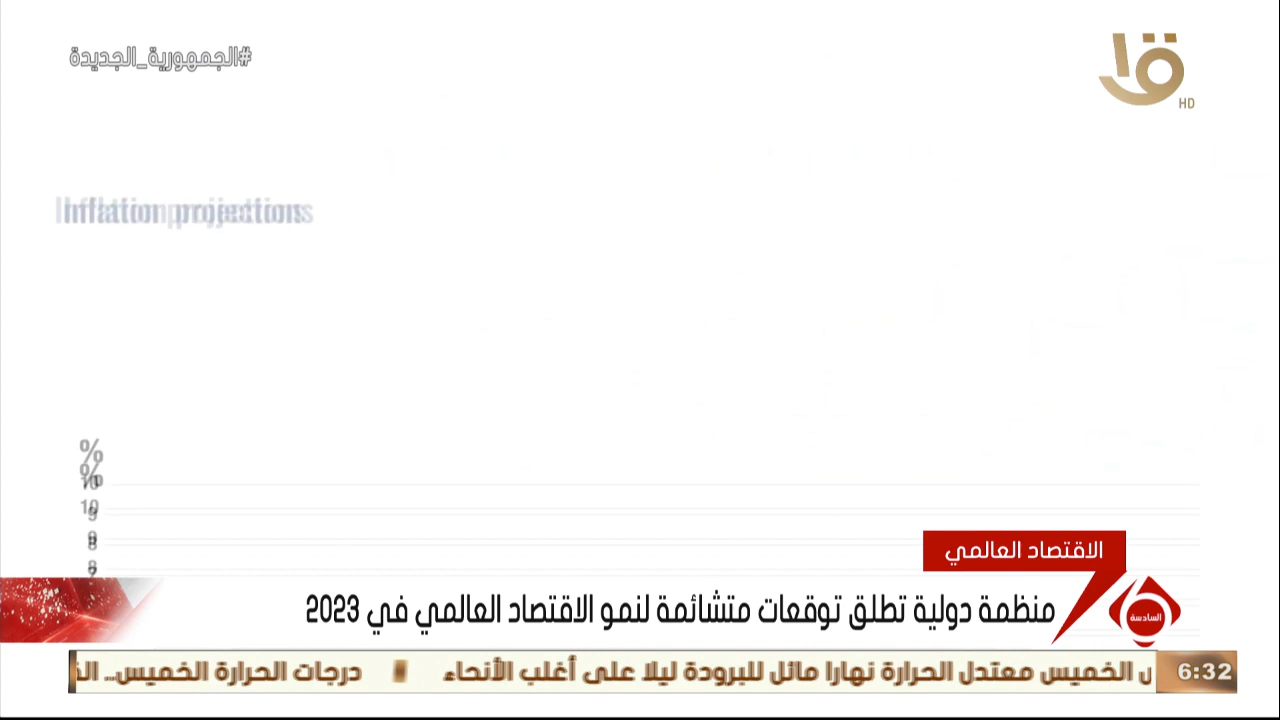 #الجمهورية_الجديدة
HD
Inflation projections
%
10
9
8
الاقتصاد العالمي
منظمة دولية تطلق توقعات متشائمة لنمو الاقتصاد العالمي في 2023
السادسة
الخميس معتدل الحرارة نهارا مائل للبرودة ليلا على أغلب الأنحاء درجات الحرارة الخميس..
6:32